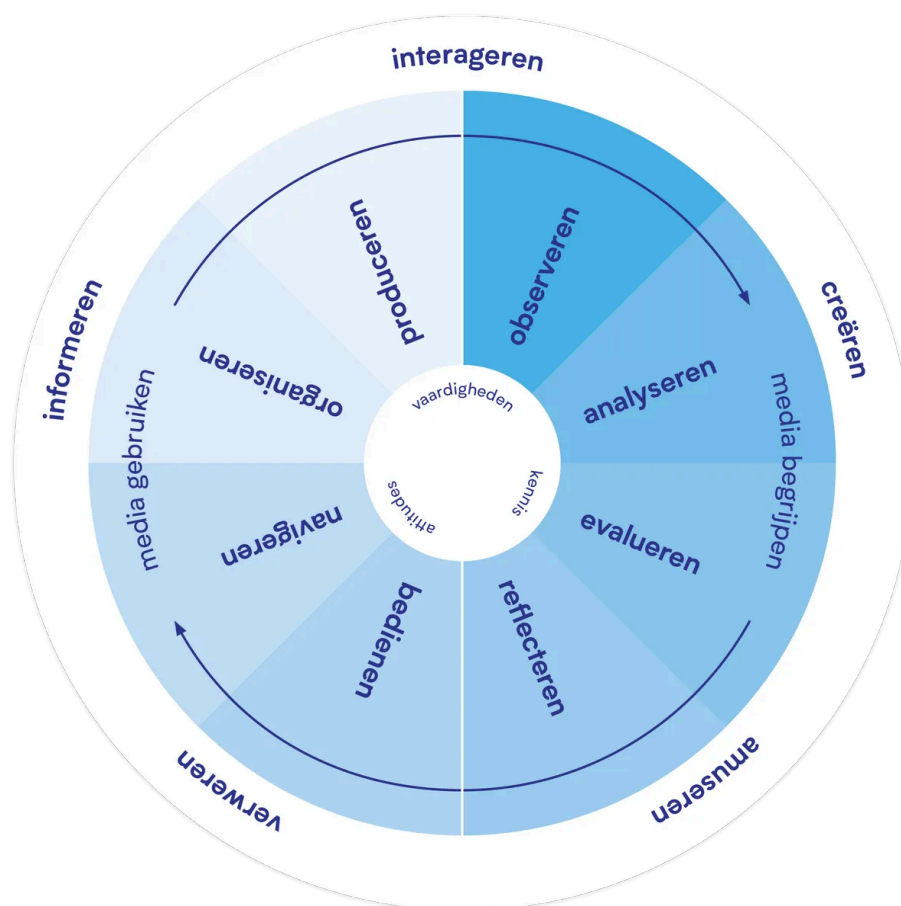 interageren
creëren
amuseren
verweren
informeren
observeren
analyseren
evalueren
reflecteren
bedienen
navigeren
organiseren
produceren
media begrijpen
media gebruiken
vaardigheden
kennis
attitudes